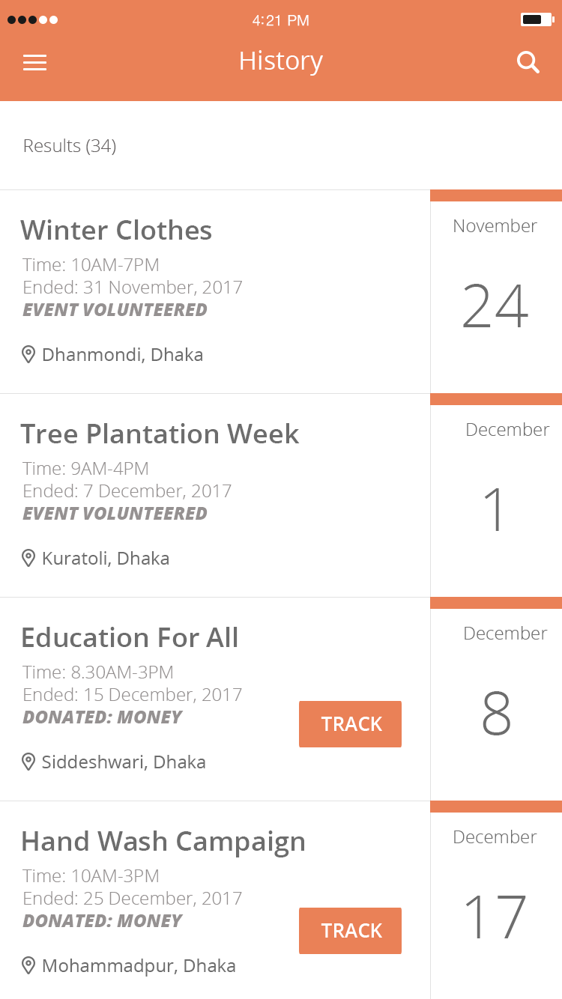 4:21 PM
History
Results (34)
Winter Clothes
Time: 10AM-7PM
Ended: 31 November, 2017
EVENT VOLUNTEERED
Dhanmondi, Dhaka
November
24
Tree Plantation Week
Time: 9AM-4PM
Ended: 7 December, 2017
EVENT VOLUNTEERED
Kuratoli, Dhaka
December
1
Education For All
Time: 8.30AM-3PM
Ended: 15 December, 2017
DONATED: MONEY
TRACK
Siddeshwari, Dhaka
December
8
Hand Wash Campaign
Time: 10AM-3PM
Ended: 25 December, 2017
DONATED: MONEY
TRACK
Mohammadpur, Dhaka
December
17